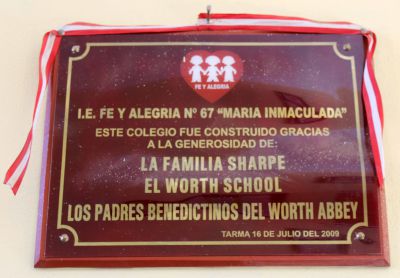 FE Y ALEGRIA
I.E. FE Y ALEGRIA Nº 67 "MARIA INMACULADA"
ESTE COLEGIO FUE CONSTRUIDO GRACIAS
A LA GENEROSIDAD DE:
LA FAMILIA SHARPE
EL WORTH SCHOOL
LOS PADRES BENEDICTINOS DEL WORTH ABBEY
TARMA 16 DE JULIO DEL 2009